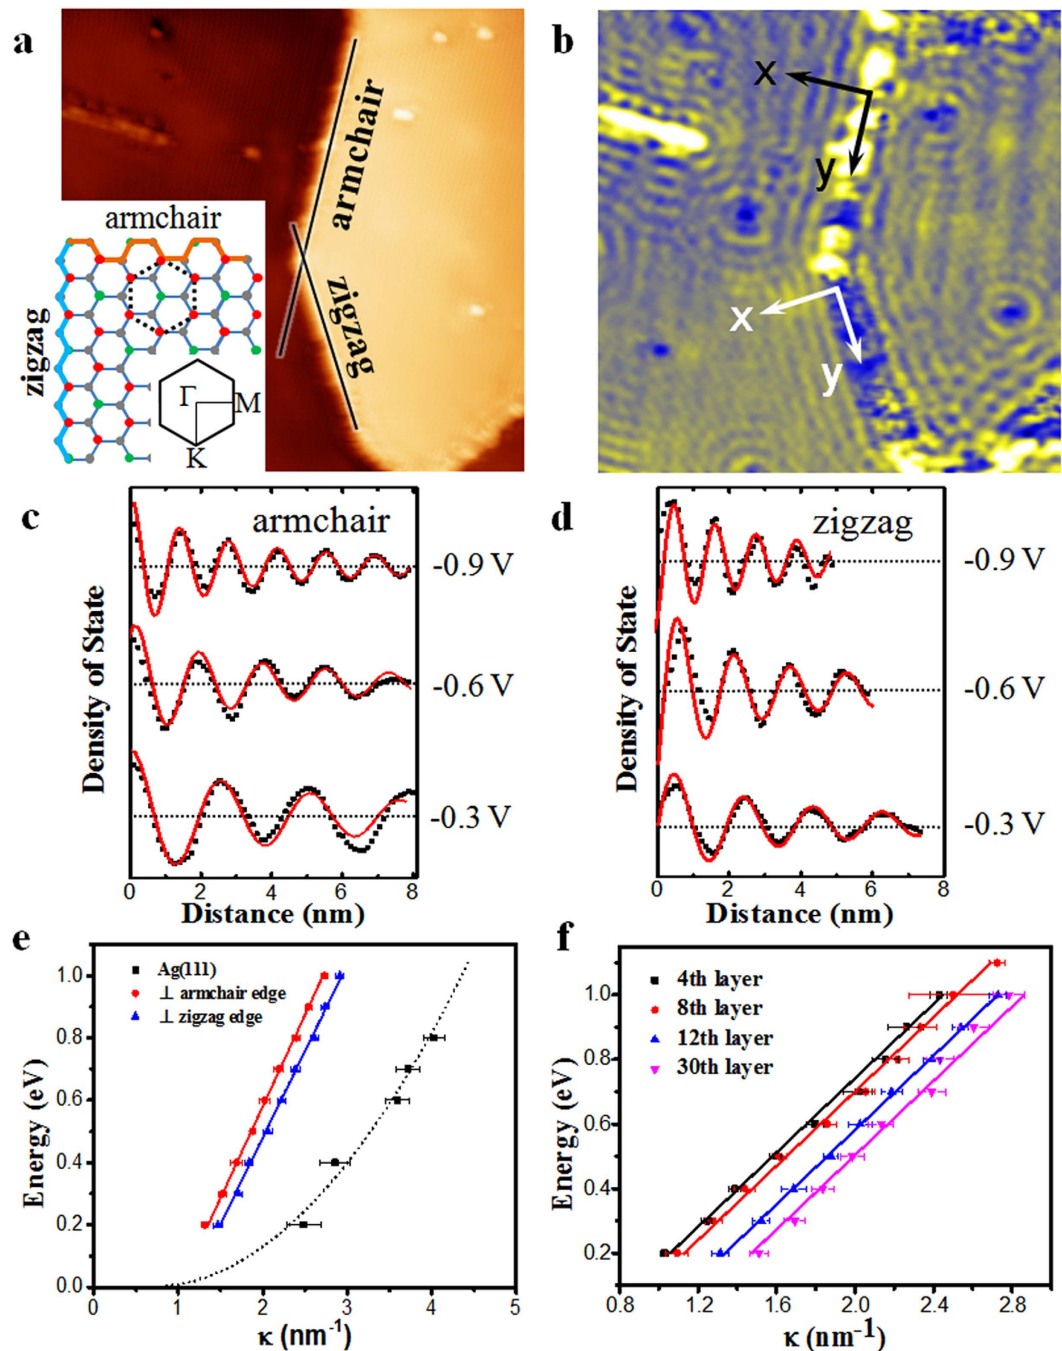 a
armchair
zigzag
armchair
zigzag
Γ
M
K
b
x
y
x
y
c
armchair
-0.9 V
-0.6 V
-0.3 V
Density of State
0 2 4 6 8
Distance (nm)
d
zigzag
-0.9 V
-0.6 V
-0.3 V
Density of State
0 2 4 6 8
Distance (nm)
e
Ag(111)
⊥ armchair edge
⊥ zigzag edge
1.0
0.8
0.6
0.4
0.2
0.0
Energy (eV)
0 1 2 3 4 5
κ (nm⁻¹)
f
4th layer
8th layer
12th layer
30th layer
1.0
0.8
0.6
0.4
0.2
Energy (eV)
0.8 1.2 1.6 2.0 2.4 2.8
κ (nm⁻¹)